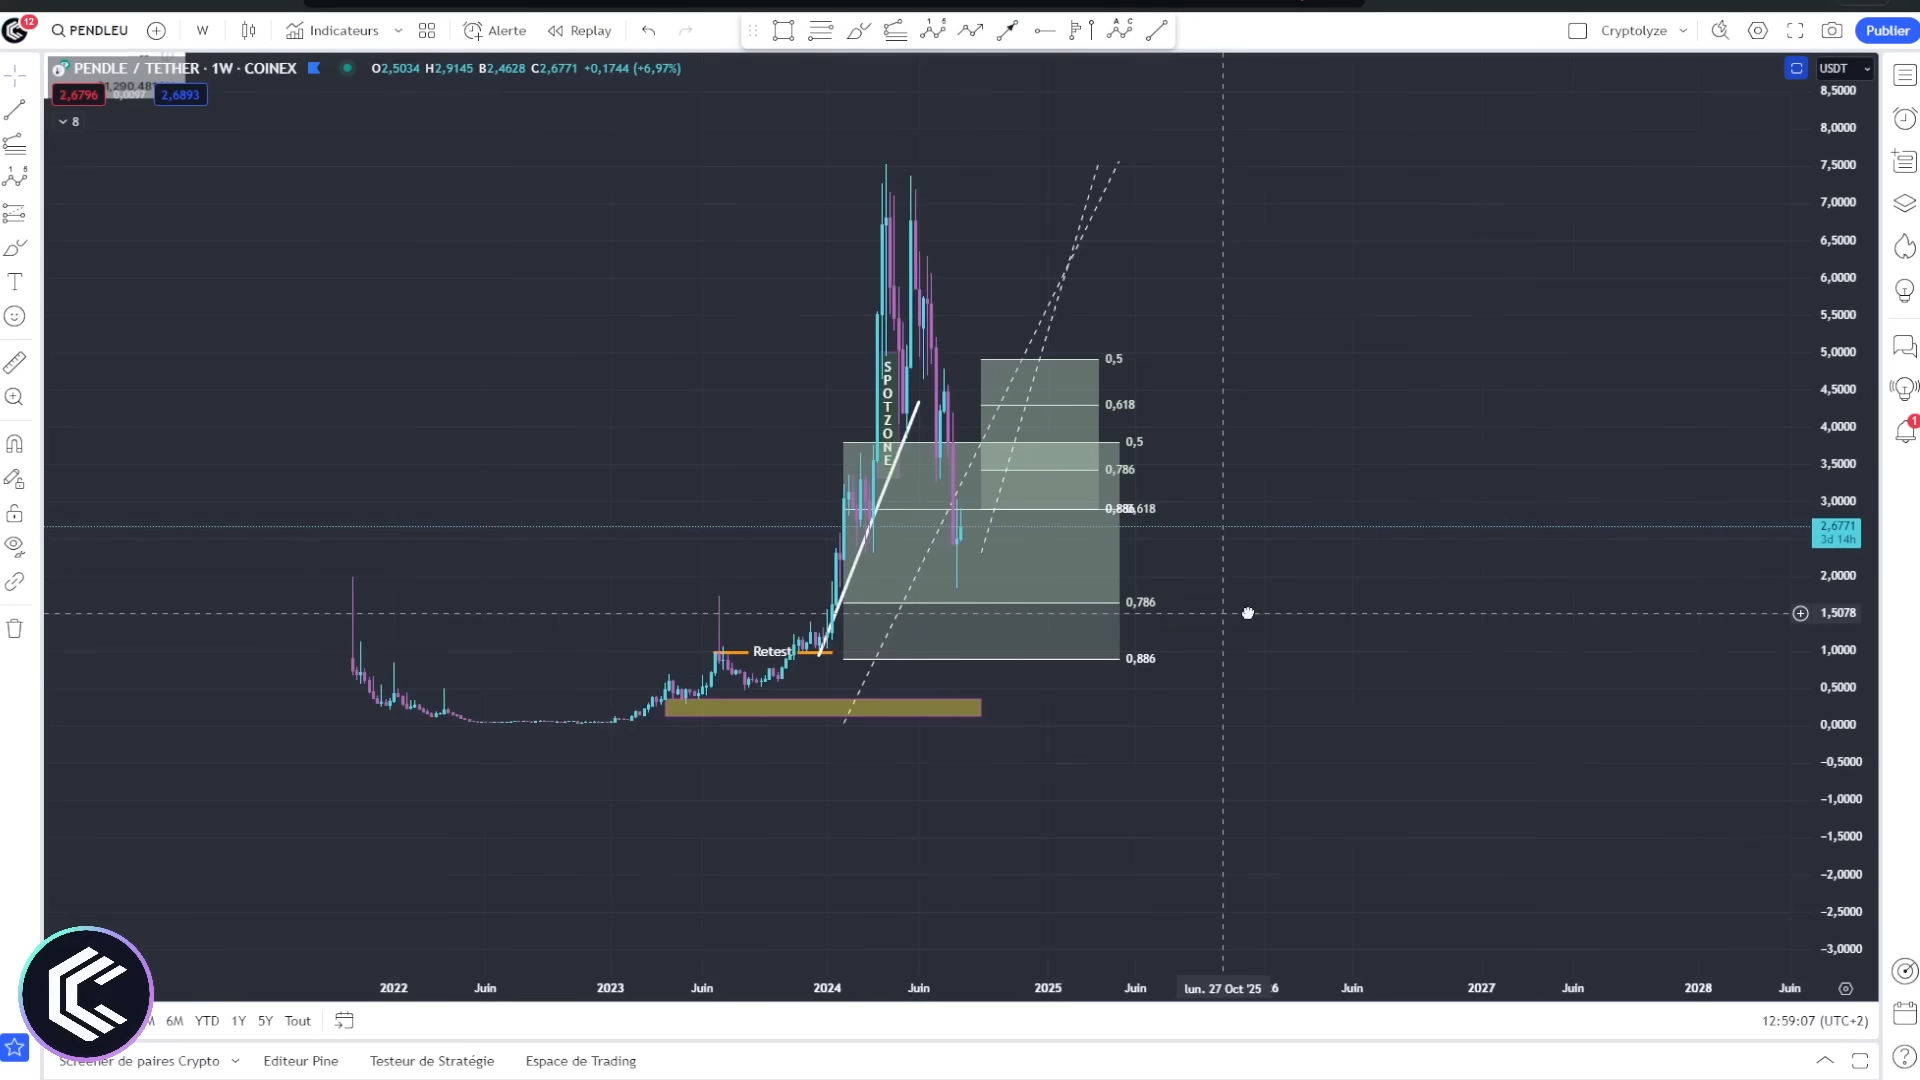 12
PENDLEU
W
Indicateurs
Alerte
Replay
Cryptolyze
Publier
PENDLE / TETHER · 1W · COINEX
O2,5034 H2,9145 B2,4628 C2,6771 +0,1744 (+6,97%)
USDT
2,6796
0,0097
2,6893
8
8,5000
8,0000
7,5000
7,0000
6,5000
6,0000
5,5000
5,0000
4,5000
4,0000
3,5000
3,0000
2,6771
3d 14h
2,0000
1,5078
1,0000
0,5000
0,0000
−0,5000
−1,0000
−1,5000
−2,0000
−2,5000
−3,0000
SPOTZONE
0,5
0,618
0,5
0,786
0,618
0,786
0,886
Retest
1
2022
Juin
2023
Juin
2024
Juin
2025
Juin
lun. 27 Oct '25
Juin
2027
Juin
2028
Juin
6M
YTD
1Y
5Y
Tout
12:59:07 (UTC+2)
Screener de paires Crypto
Editeur Pine
Testeur de Stratégie
Espace de Trading